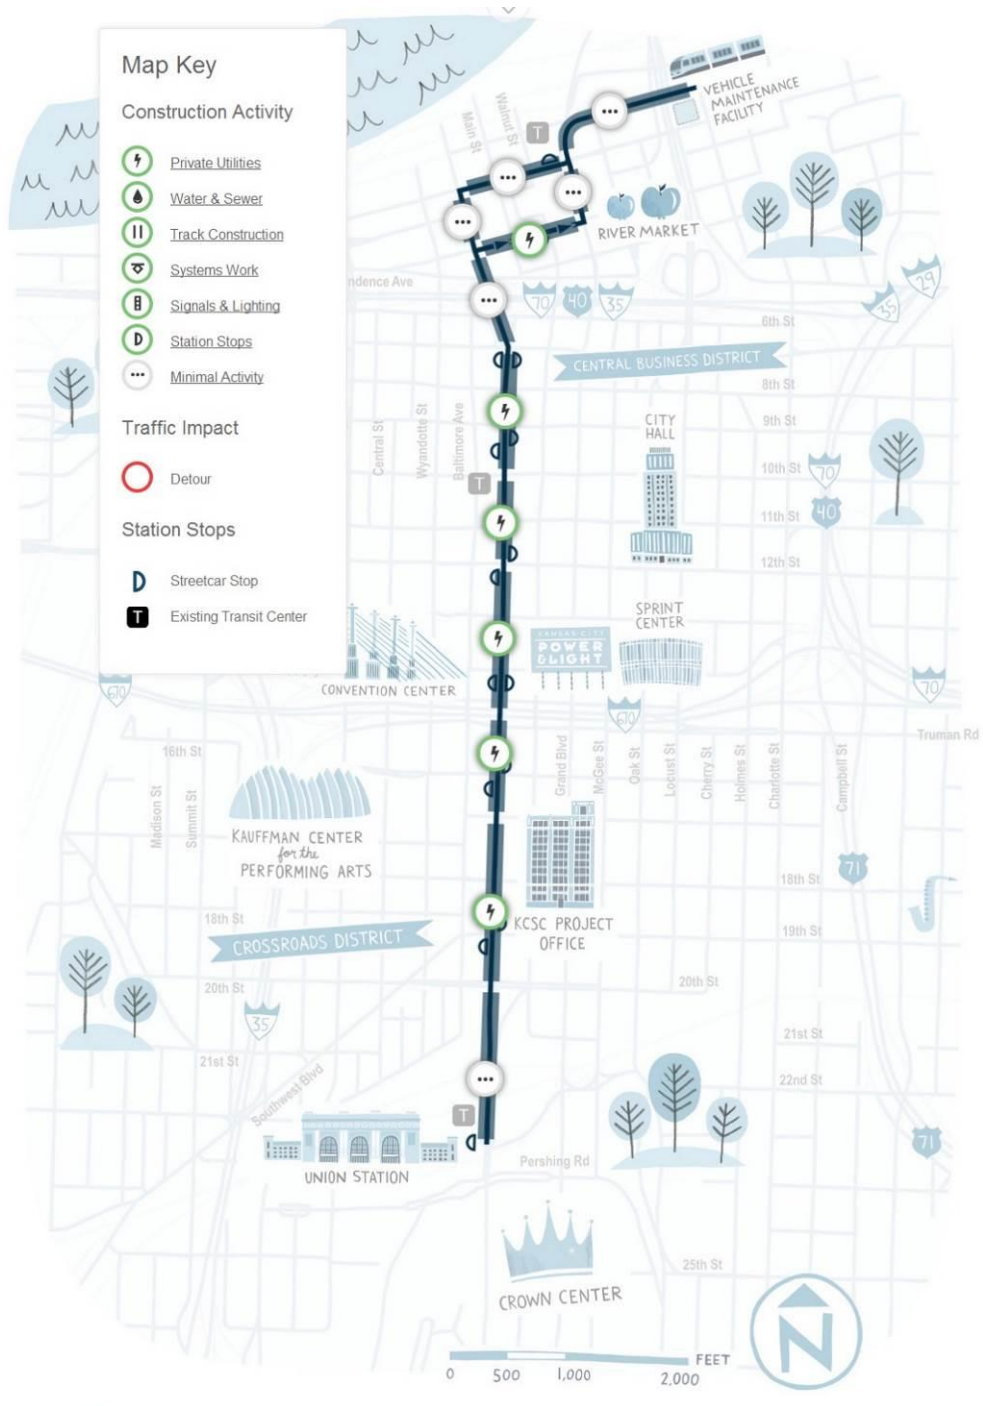 Map Key
Construction Activity
Private Utilities
Water & Sewer
Track Construction
Systems Work
Signals & Lighting
Station Stops
Minimal Activity
Traffic Impact
Detour
Station Stops
D Streetcar Stop
T Existing Transit Center
VEHICLE
MAINTENANCE
FACILITY
Main St
Walnut St
T
RIVER MARKET
ndence Ave
70
40
35
29
35
6th St
CENTRAL BUSINESS DISTRICT
8th St
CITY
HALL
9th St
Central St
Wyandotte St
Baltimore Ave
10th St
70
T
11th St
40
12th St
SPRINT
CENTER
KANSAS CITY
POWER
& LIGHT
CONVENTION CENTER
670
70
670
Truman Rd
16th St
Grand Blvd
McGee St
Oak St
Locust St
Cherry St
Holmes St
Charlotte St
Campbell St
Madison St
Summit St
KAUFFMAN CENTER
for the
PERFORMING ARTS
71
18th St
18th St
KCSC PROJECT
OFFICE
19th St
CROSSROADS DISTRICT
20th St
20th St
35
21st St
21st St
22nd St
Southwest Blvd
T
71
UNION STATION
Pershing Rd
25th St
CROWN CENTER
N
FEET
0 500 1,000 2,000